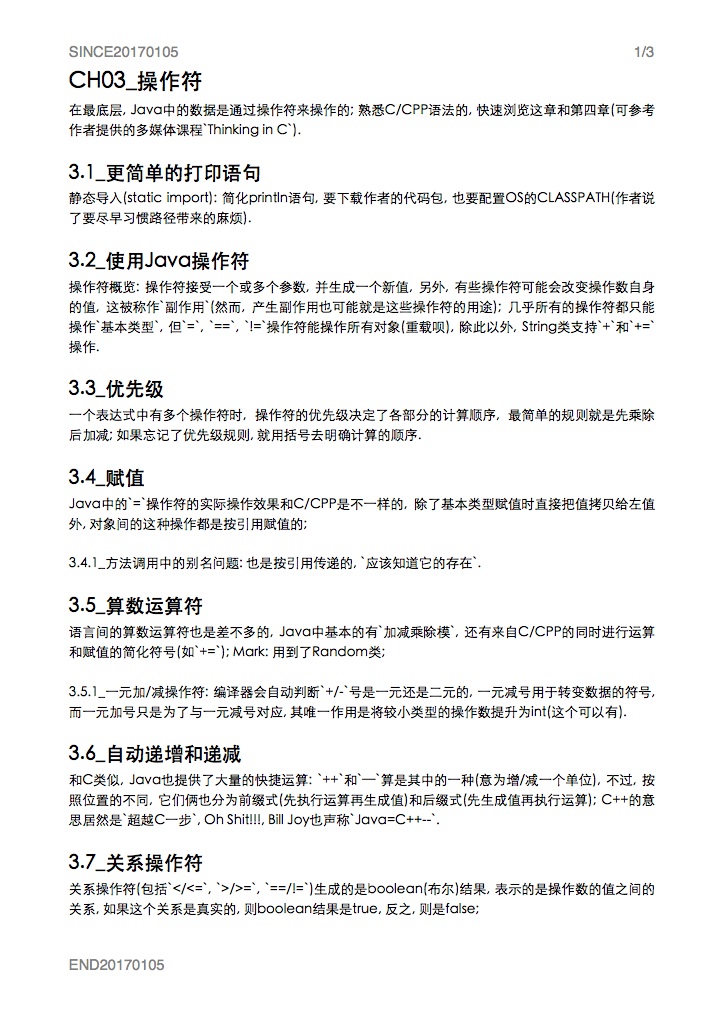 SINCE20170105
1/3
CH03_操作符
在最底层, Java中的数据是通过操作符来操作的; 熟悉C/CPP语法的, 快速浏览这章和第四章(可参考
作者提供的多媒体课程`Thinking in C`).
3.1_更简单的打印语句
静态导入(static import): 简化println语句, 要下载作者的代码包, 也要配置OS的CLASSPATH(作者说
了要尽早习惯路径带来的麻烦).
3.2_使用Java操作符
操作符概览: 操作符接受一个或多个参数, 并生成一个新值, 另外, 有些操作符可能会改变操作数自身
的值, 这被称作`副作用`(然而, 产生副作用也可能就是这些操作符的用途); 几乎所有的操作符都只能
操作`基本类型`, 但`=`, `==`, `!=`操作符能操作所有对象(重载呗), 除此以外, String类支持`+`和`+=`
操作.
3.3_优先级
一个表达式中有多个操作符时, 操作符的优先级决定了各部分的计算顺序, 最简单的规则就是先乘除
后加减; 如果忘记了优先级规则, 就用括号去明确计算的顺序.
3.4_赋值
Java中的`=`操作符的实际操作效果和C/CPP是不一样的, 除了基本类型赋值时直接把值拷贝给左值
外, 对象间的这种操作都是按引用赋值的;
3.4.1_方法调用中的别名问题: 也是按引用传递的, `应该知道它的存在`.
3.5_算数运算符
语言间的算数运算符也是差不多的, Java中基本的有`加减乘除模`, 还有来自C/CPP的同时进行运算
和赋值的简化符号(如`+=`); Mark: 用到了Random类;
3.5.1_一元加/减操作符: 编译器会自动判断`+/-`号是一元还是二元的, 一元减号用于转变数据的符号,
而一元加号只是为了与一元减号对应, 其唯一作用是将较小类型的操作数提升为int(这个可以有).
3.6_自动递增和递减
和C类似, Java也提供了大量的快捷运算: `++`和`—`算是其中的一种(意为增/减一个单位), 不过, 按
照位置的不同, 它们俩也分为前缀式(先执行运算再生成值)和后缀式(先生成值再执行运算); C++的意
思居然是`超越C一步`, Oh Shit!!!, Bill Joy也声称`Java=C++--`.
3.7_关系操作符
关系操作符(包括`</<=`, `>/>=`, `==/!=`)生成的是boolean(布尔)结果, 表示的是操作数的值之间的
关系, 如果这个关系是真实的, 则boolean结果是true, 反之, 则是false;
END20170105